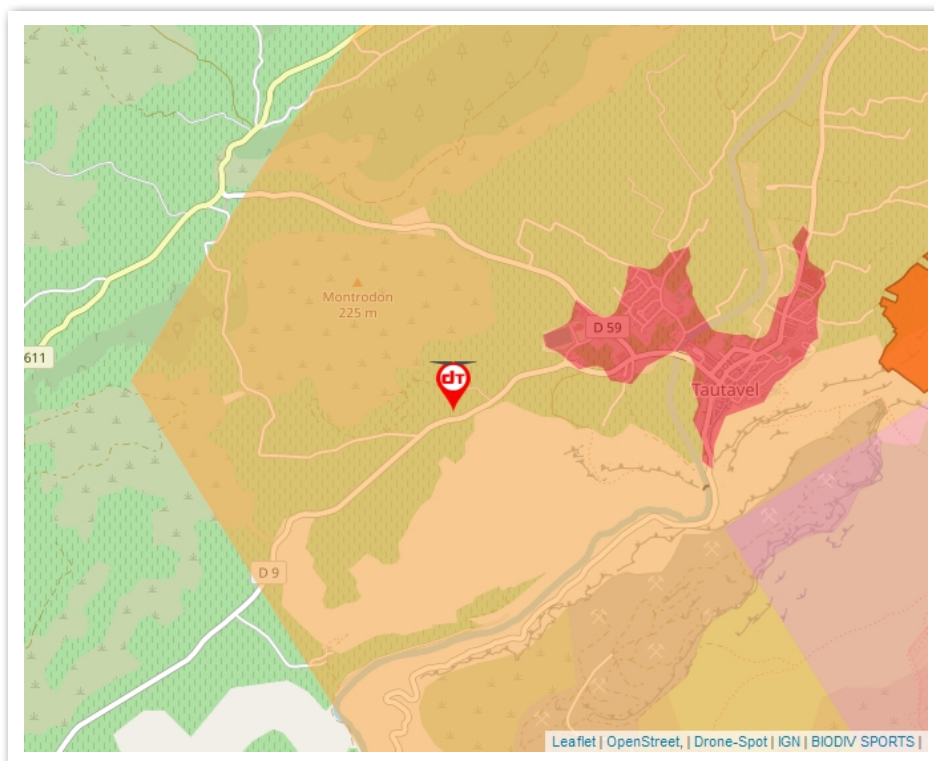 Montrodon
225 m
D 59
611
dT
Tautavel
D 9
Leaflet | OpenStreet, | Drone-Spot | IGN | BIODIV SPORTS |